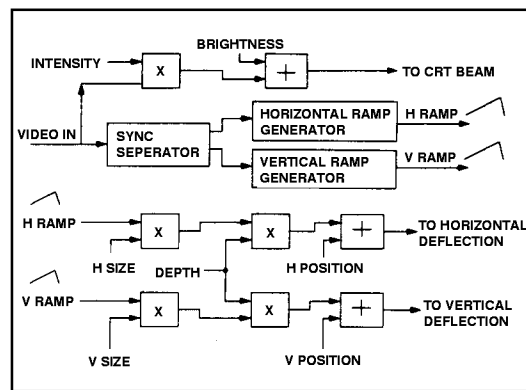 BRIGHTNESS
INTENSITY
X
+
TO CRT BEAM
VIDEO IN
SYNC
SEPERATOR
HORIZONTAL RAMP
GENERATOR
H RAMP
VERTICAL RAMP
GENERATOR
V RAMP
H RAMP
X
X
+
TO HORIZONTAL
DEFLECTION
H SIZE
DEPTH
H POSITION
V RAMP
X
X
+
TO VERTICAL
DEFLECTION
V SIZE
V POSITION